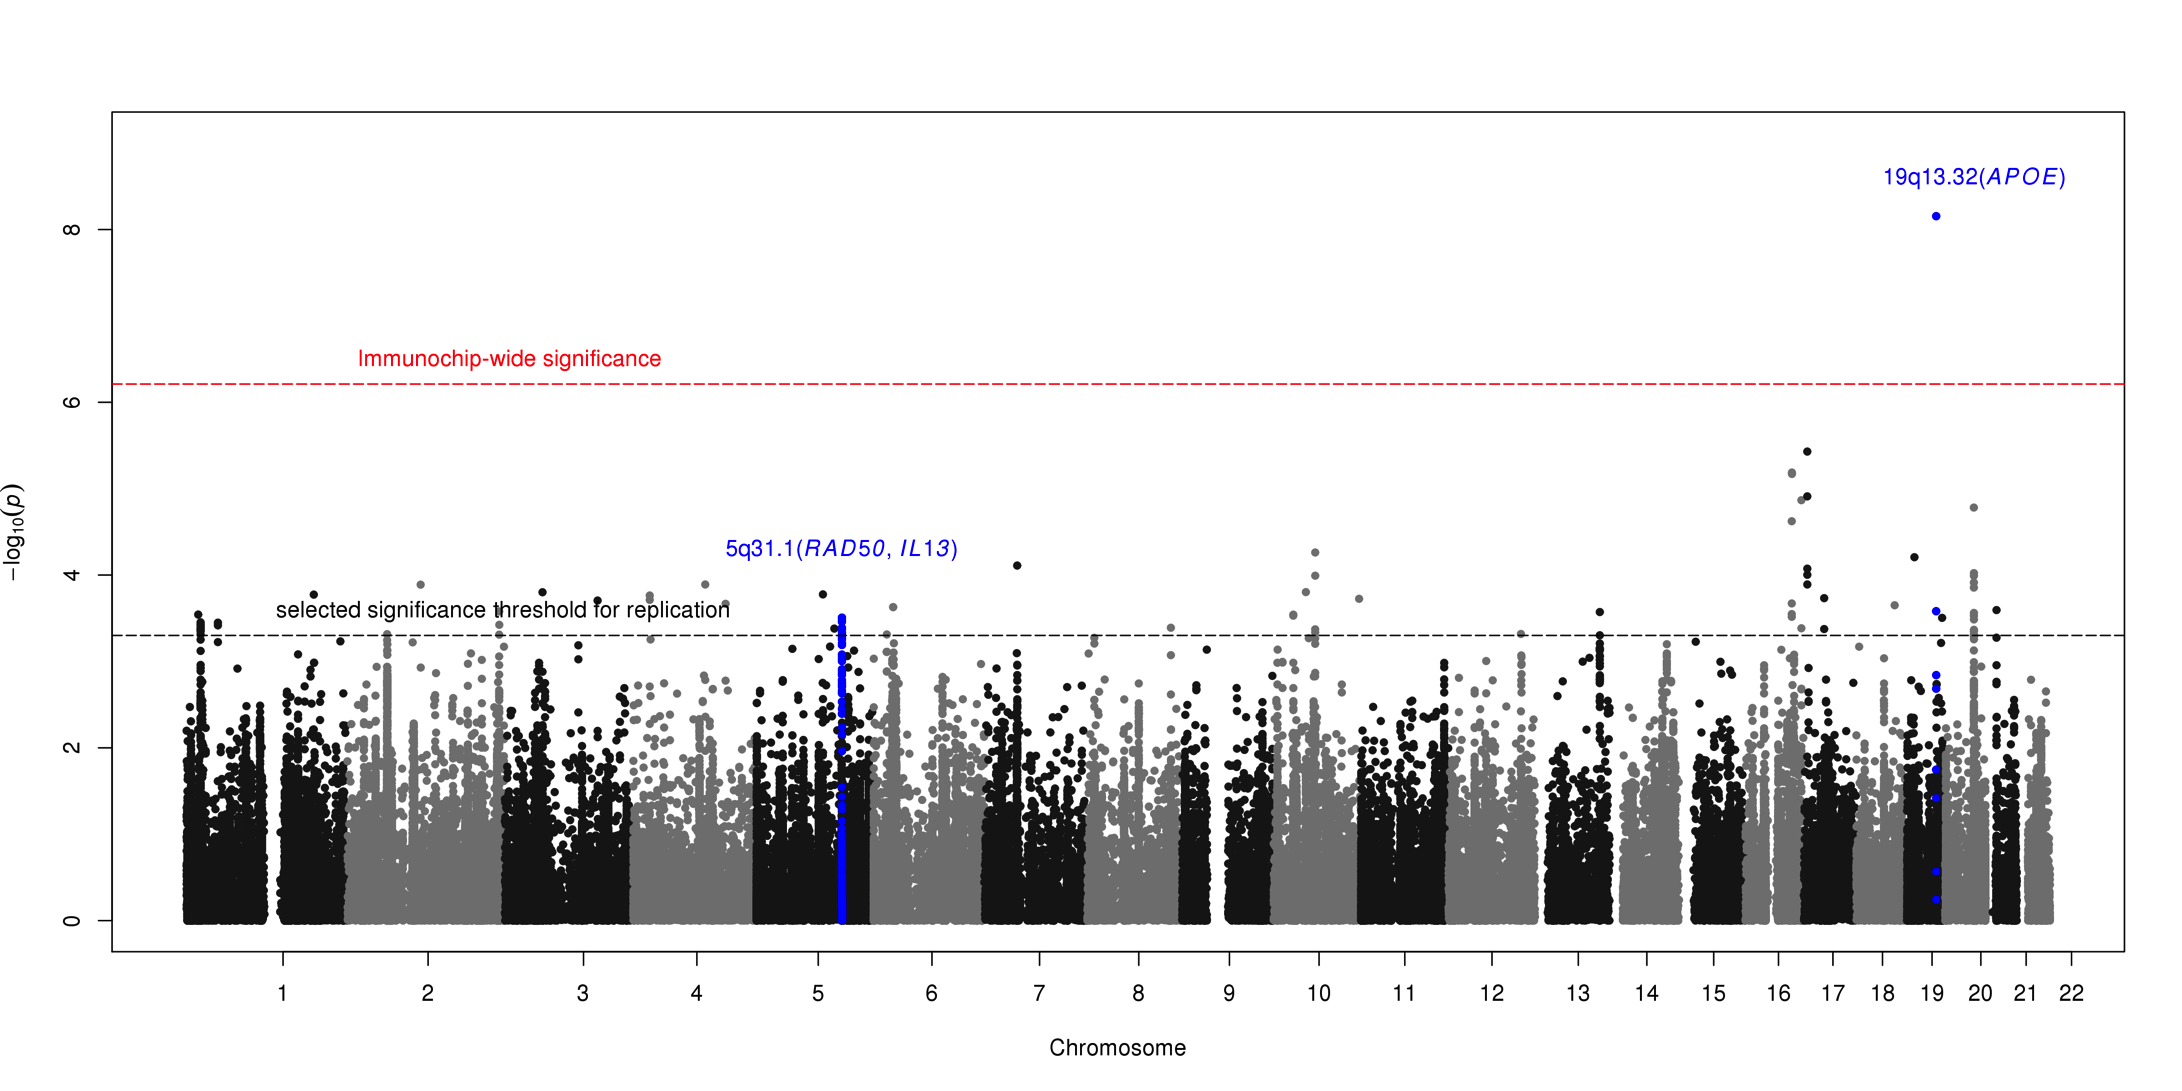 19q13.32(APOE)
8
Immunochip-wide significance
6
5q31.1(RAD50, IL13)
4
selected significance threshold for replication
2
0
−log10(p)
1 2 3 4 5 6 7 8 9 10 11 12 13 14 15 16 17 18 19 20 21 22
Chromosome